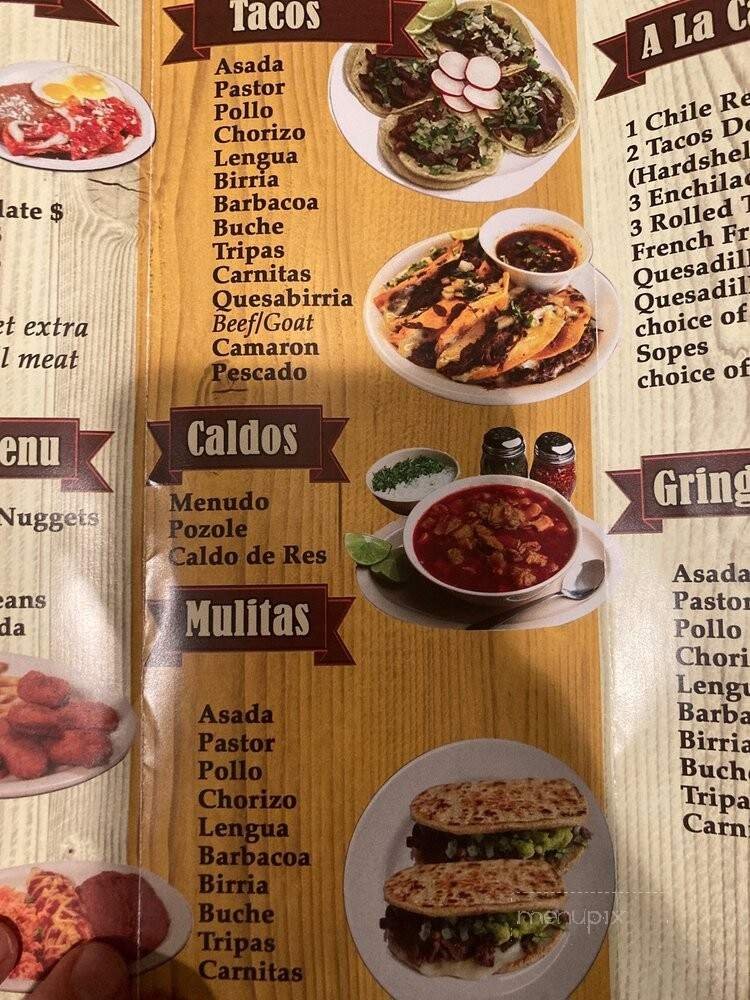 late $
et extra
l meat
enu
Nuggets
eans
da
Tacos
Asada
Pastor
Pollo
Chorizo
Lengua
Birria
Barbacoa
Buche
Tripas
Carnitas
Quesabirria
Beef/Goat
Camaron
Pescado
Caldos
Menudo
Pozole
Caldo de Res
Mulitas
Asada
Pastor
Pollo
Chorizo
Lengua
Barbacoa
Birria
Buche
Tripas
Carnitas
A La Ca
1 Chile Re
2 Tacos Do
(Hardshel
3 Enchilad
3 Rolled T
French Fr
Quesadill
Quesadill
choice of
Sopes
choice of
Gring
Asada
Pastor
Pollo
Chori
Lengu
Barba
Birria
Buche
Tripa
Carn
menupix